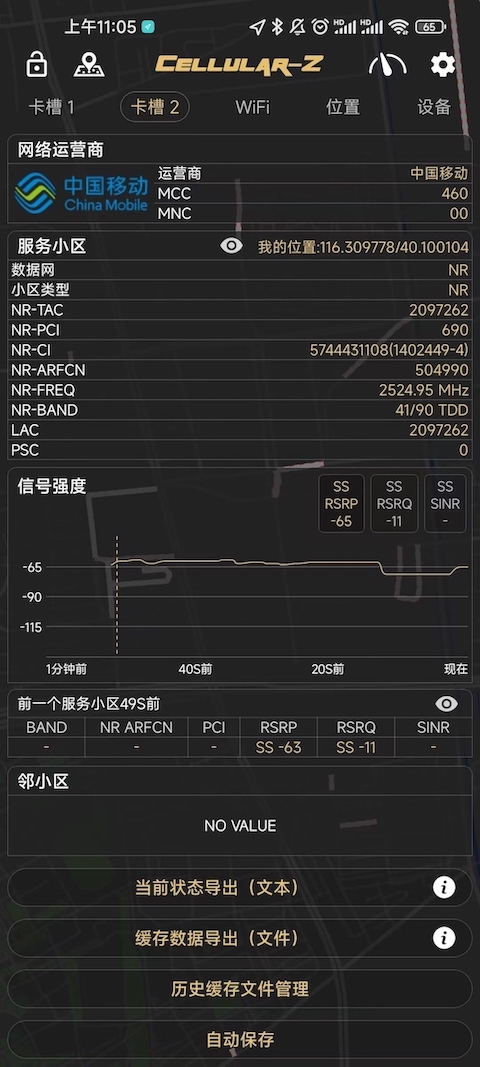 上午11:05 HD HD 65
CELLULAR-Z
卡槽 1 卡槽 2 WiFi 位置 设备
网络运营商
中国移动
China Mobile
运营商 中国移动
MCC 460
MNC 00
服务小区 我的位置:116.309778/40.100104
数据网 NR
小区类型 NR
NR-TAC 2097262
NR-PCI 690
NR-CI 5744431108(1402449-4)
NR-ARFCN 504990
NR-FREQ 2524.95 MHz
NR-BAND 41/90 TDD
LAC 2097262
PSC 0
信号强度
SS SS SS
RSRP RSRQ SINR
-65 -11 -
-65
-90
-115
1分钟前 40S前 20S前 现在
前一个服务小区49S前
BAND NR ARFCN PCI RSRP RSRQ SINR
- - - SS -63 SS -11 -
邻小区
NO VALUE
当前状态导出（文本） i
缓存数据导出（文件） i
历史缓存文件管理
自动保存